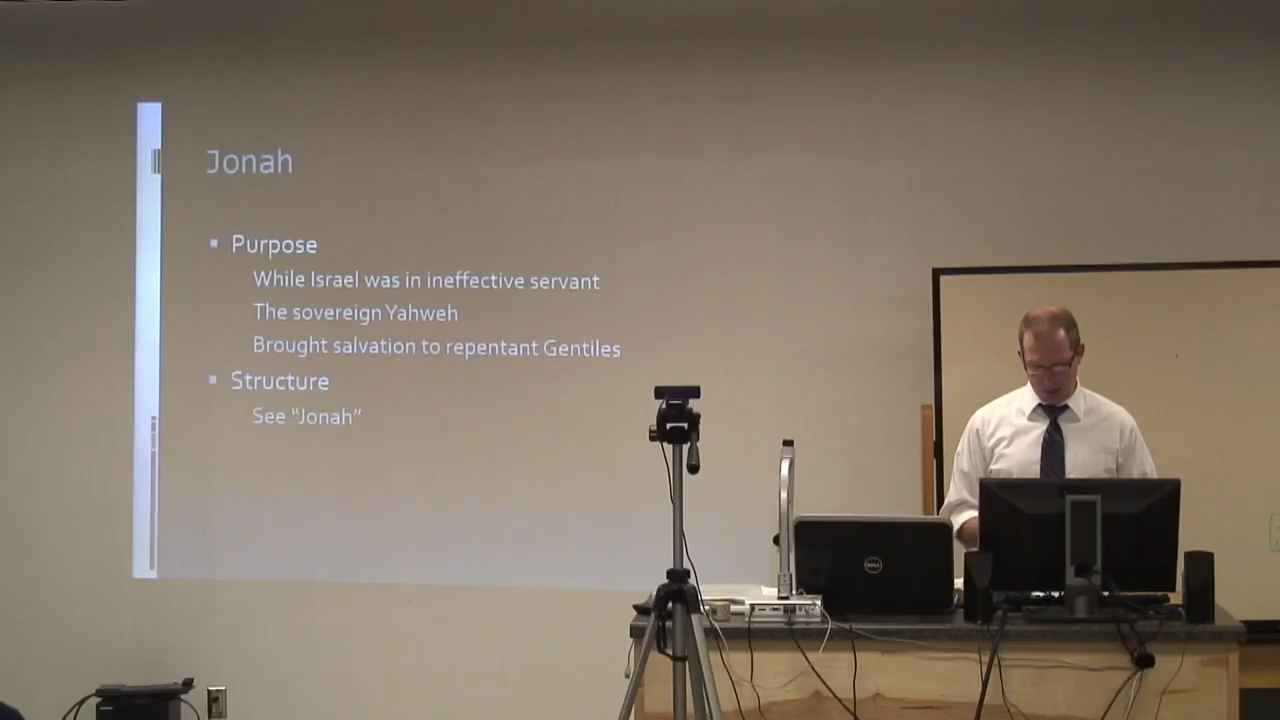 Jonah
Purpose
While Israel was in ineffective servant
The sovereign Yahweh
Brought salvation to repentant Gentiles
Structure
See “Jonah”
DELL